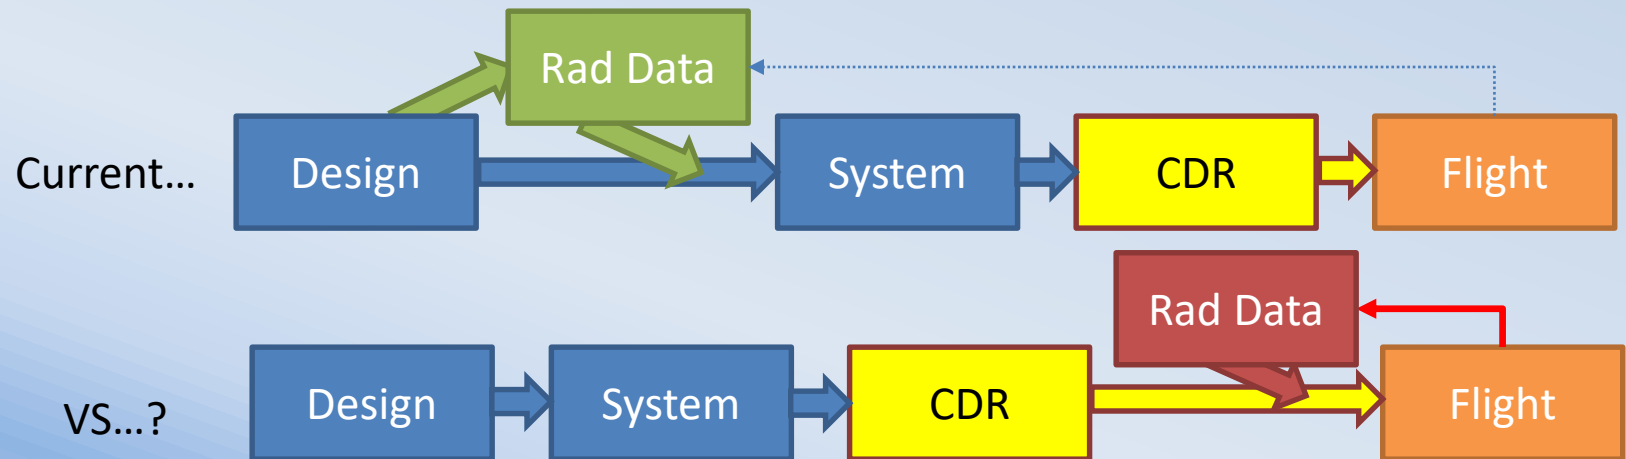 Rad Data
Current...
Design
System
CDR
Flight
Rad Data
VS...?
Design
System
CDR
Flight